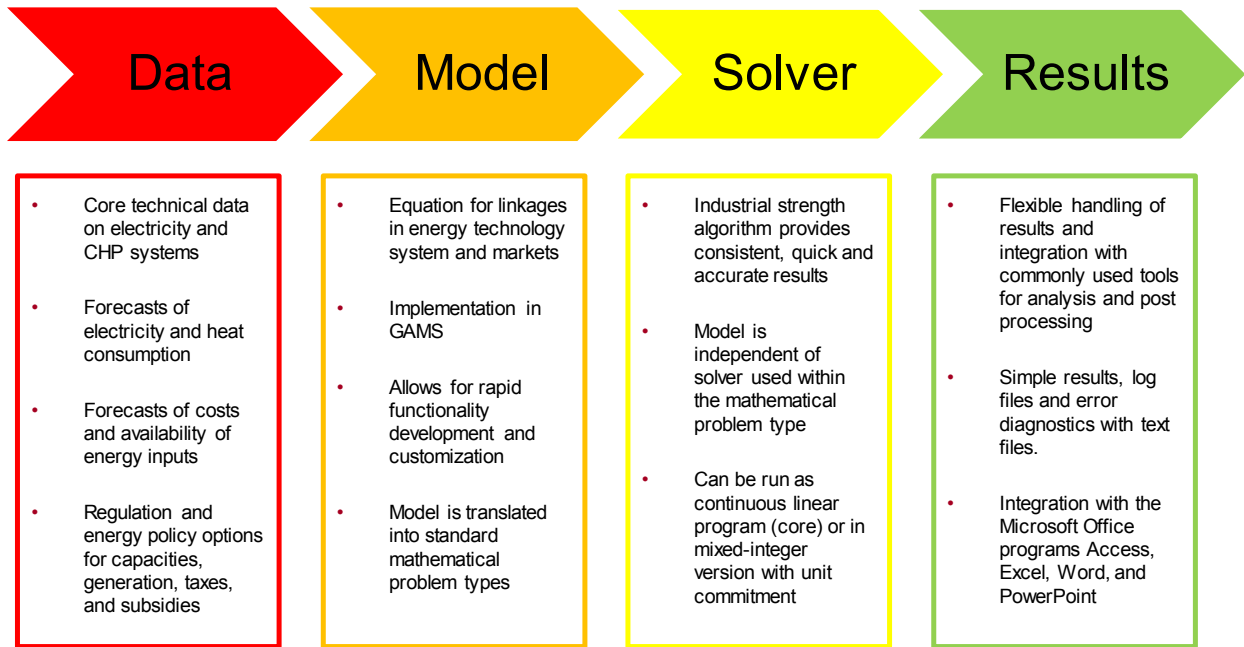 Data
Model
Solver
Results
• Core technical data
on electricity and
CHP systems
• Forecasts of
electricity and heat
consumption
• Forecasts of costs
and availability of
energy inputs
• Regulation and
energy policy options
for capacities,
generation, taxes,
and subsidies
• Equation for linkages
in energy technology
system and markets
• Implementation in
GAMS
• Allows for rapid
functionality
development and
customization
• Model is translated
into standard
mathematical
problem types
• Industrial strength
algorithm provides
consistent, quick and
accurate results
• Model is
independent of
solver used within
the mathematical
problem type
• Can be run as
continuous linear
program (core) or in
mixed-integer
version with unit
commitment
• Flexible handling of
results and
integration with
commonly used tools
for analysis and post
processing
• Simple results, log
files and error
diagnostics with text
files.
• Integration with the
Microsoft Office
programs Access,
Excel, Word, and
PowerPoint